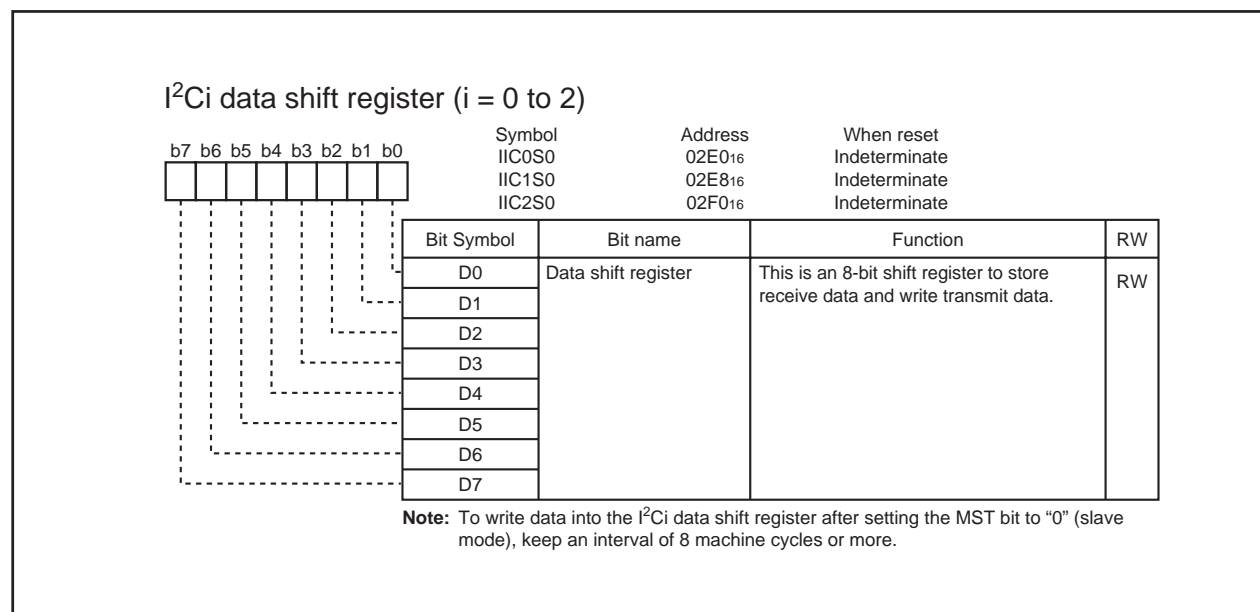 I²Ci data shift register (i = 0 to 2)
Symbol Address When reset
b7 b6 b5 b4 b3 b2 b1 b0
IIC0S0 02E0₁₆ Indeterminate
IIC1S0 02E8₁₆ Indeterminate
IIC2S0 02F0₁₆ Indeterminate
Bit Symbol Bit name Function RW
D0 Data shift register This is an 8-bit shift register to store RW
receive data and write transmit data.
D1
D2
D3
D4
D5
D6
D7
Note: To write data into the I²Ci data shift register after setting the MST bit to “0” (slave
mode), keep an interval of 8 machine cycles or more.